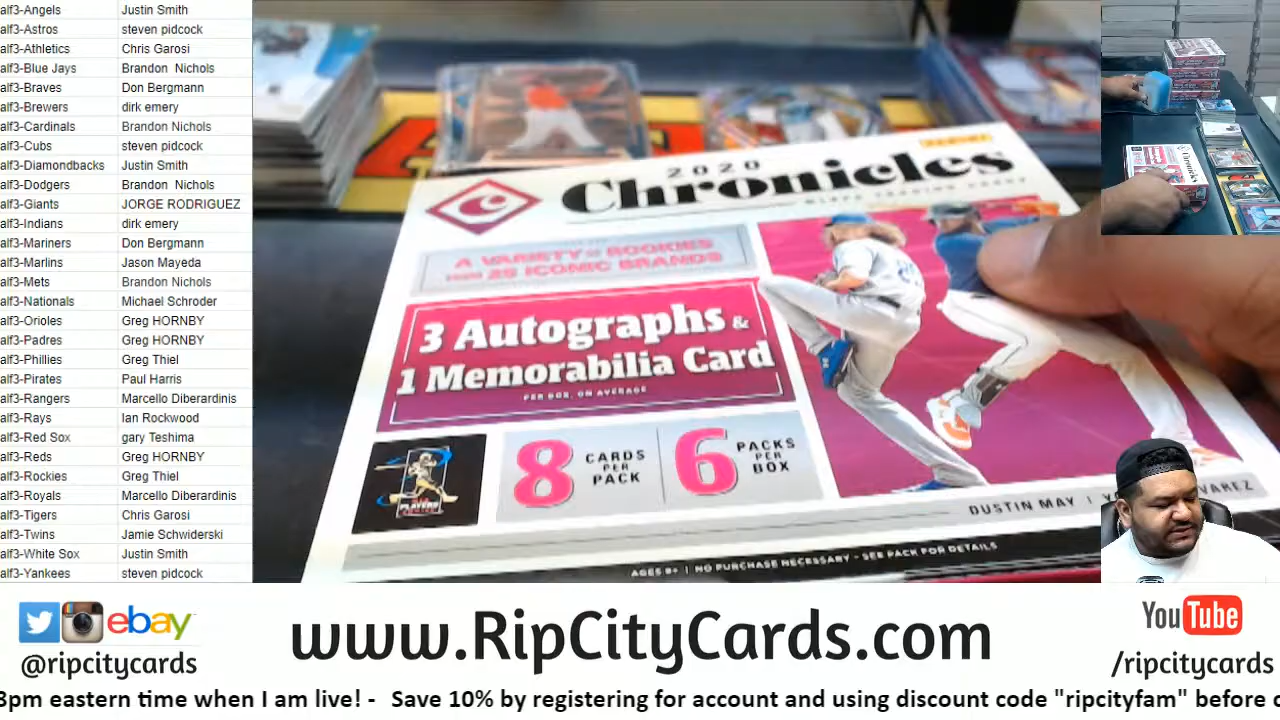 alf3-Angels Justin Smith
alf3-Astros steven pidcock
alf3-Athletics Chris Garosi
alf3-Blue Jays Brandon Nichols
alf3-Braves Don Bergmann
alf3-Brewers dirk emery
alf3-Cardinals Brandon Nichols
alf3-Cubs steven pidcock
alf3-Diamondbacks Justin Smith
alf3-Dodgers Brandon Nichols
alf3-Giants JORGE RODRIGUEZ
alf3-Indians dirk emery
alf3-Mariners Don Bergmann
alf3-Marlins Jason Mayeda
alf3-Mets Brandon Nichols
alf3-Nationals Michael Schroder
alf3-Orioles Greg HORNBY
alf3-Padres Greg HORNBY
alf3-Phillies Greg Thiel
alf3-Pirates Paul Harris
alf3-Rangers Marcello Diberardinis
alf3-Rays Ian Rockwood
alf3-Red Sox gary Teshima
alf3-Reds Greg HORNBY
alf3-Rockies Greg Thiel
alf3-Royals Marcello Diberardinis
alf3-Tigers Chris Garosi
alf3-Twins Jamie Schwiderski
alf3-White Sox Justin Smith
alf3-Yankees steven pidcock
PANINI
2020
Chronicles
A VARIETY OF ROOKIES
FROM 25 ICONIC BRANDS
3 Autographs &
1 Memorabilia Card
PER BOX, ON AVERAGE
8 CARDS PER PACK
6 PACKS PER BOX
PLAYERS
DUSTIN MAY |
AGES 9+ | NO PURCHASE NECESSARY - SEE PACK FOR DETAILS
ebay
@ripcitycards
www.RipCityCards.com
YouTube
/ripcitycards
8pm eastern time when I am live! - Save 10% by registering for account and using discount code "ripcityfam" before